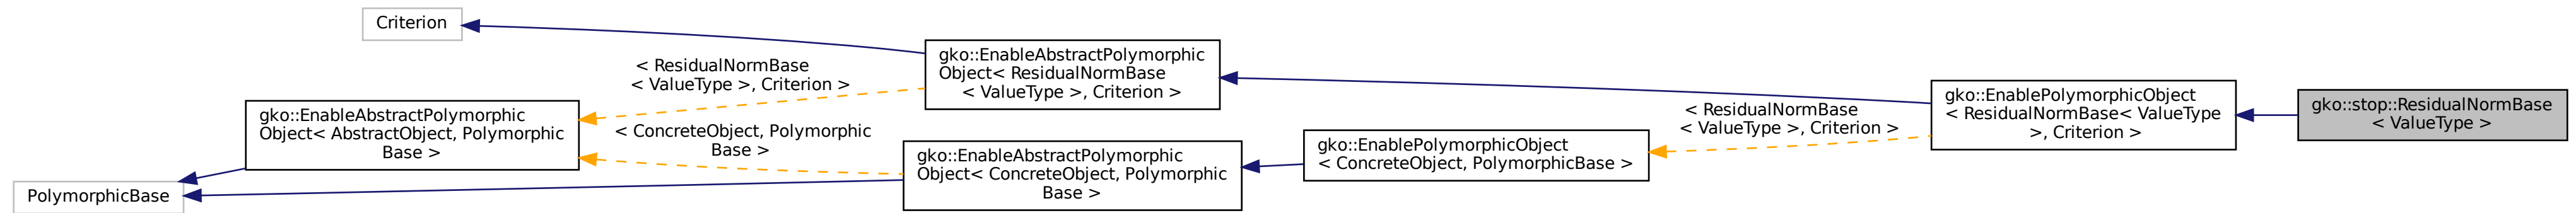 Criterion
gko::EnableAbstractPolymorphic
Object< ResidualNormBase
< ValueType >, Criterion >
< ResidualNormBase
< ValueType >, Criterion >
gko::EnablePolymorphicObject
< ResidualNormBase< ValueType
>, Criterion >
gko::stop::ResidualNormBase
< ValueType >
gko::EnableAbstractPolymorphic
Object< AbstractObject, Polymorphic
Base >
< ResidualNormBase
< ValueType >, Criterion >
< ConcreteObject, Polymorphic
Base >
gko::EnablePolymorphicObject
< ConcreteObject, PolymorphicBase >
gko::EnableAbstractPolymorphic
Object< ConcreteObject, Polymorphic
Base >
PolymorphicBase